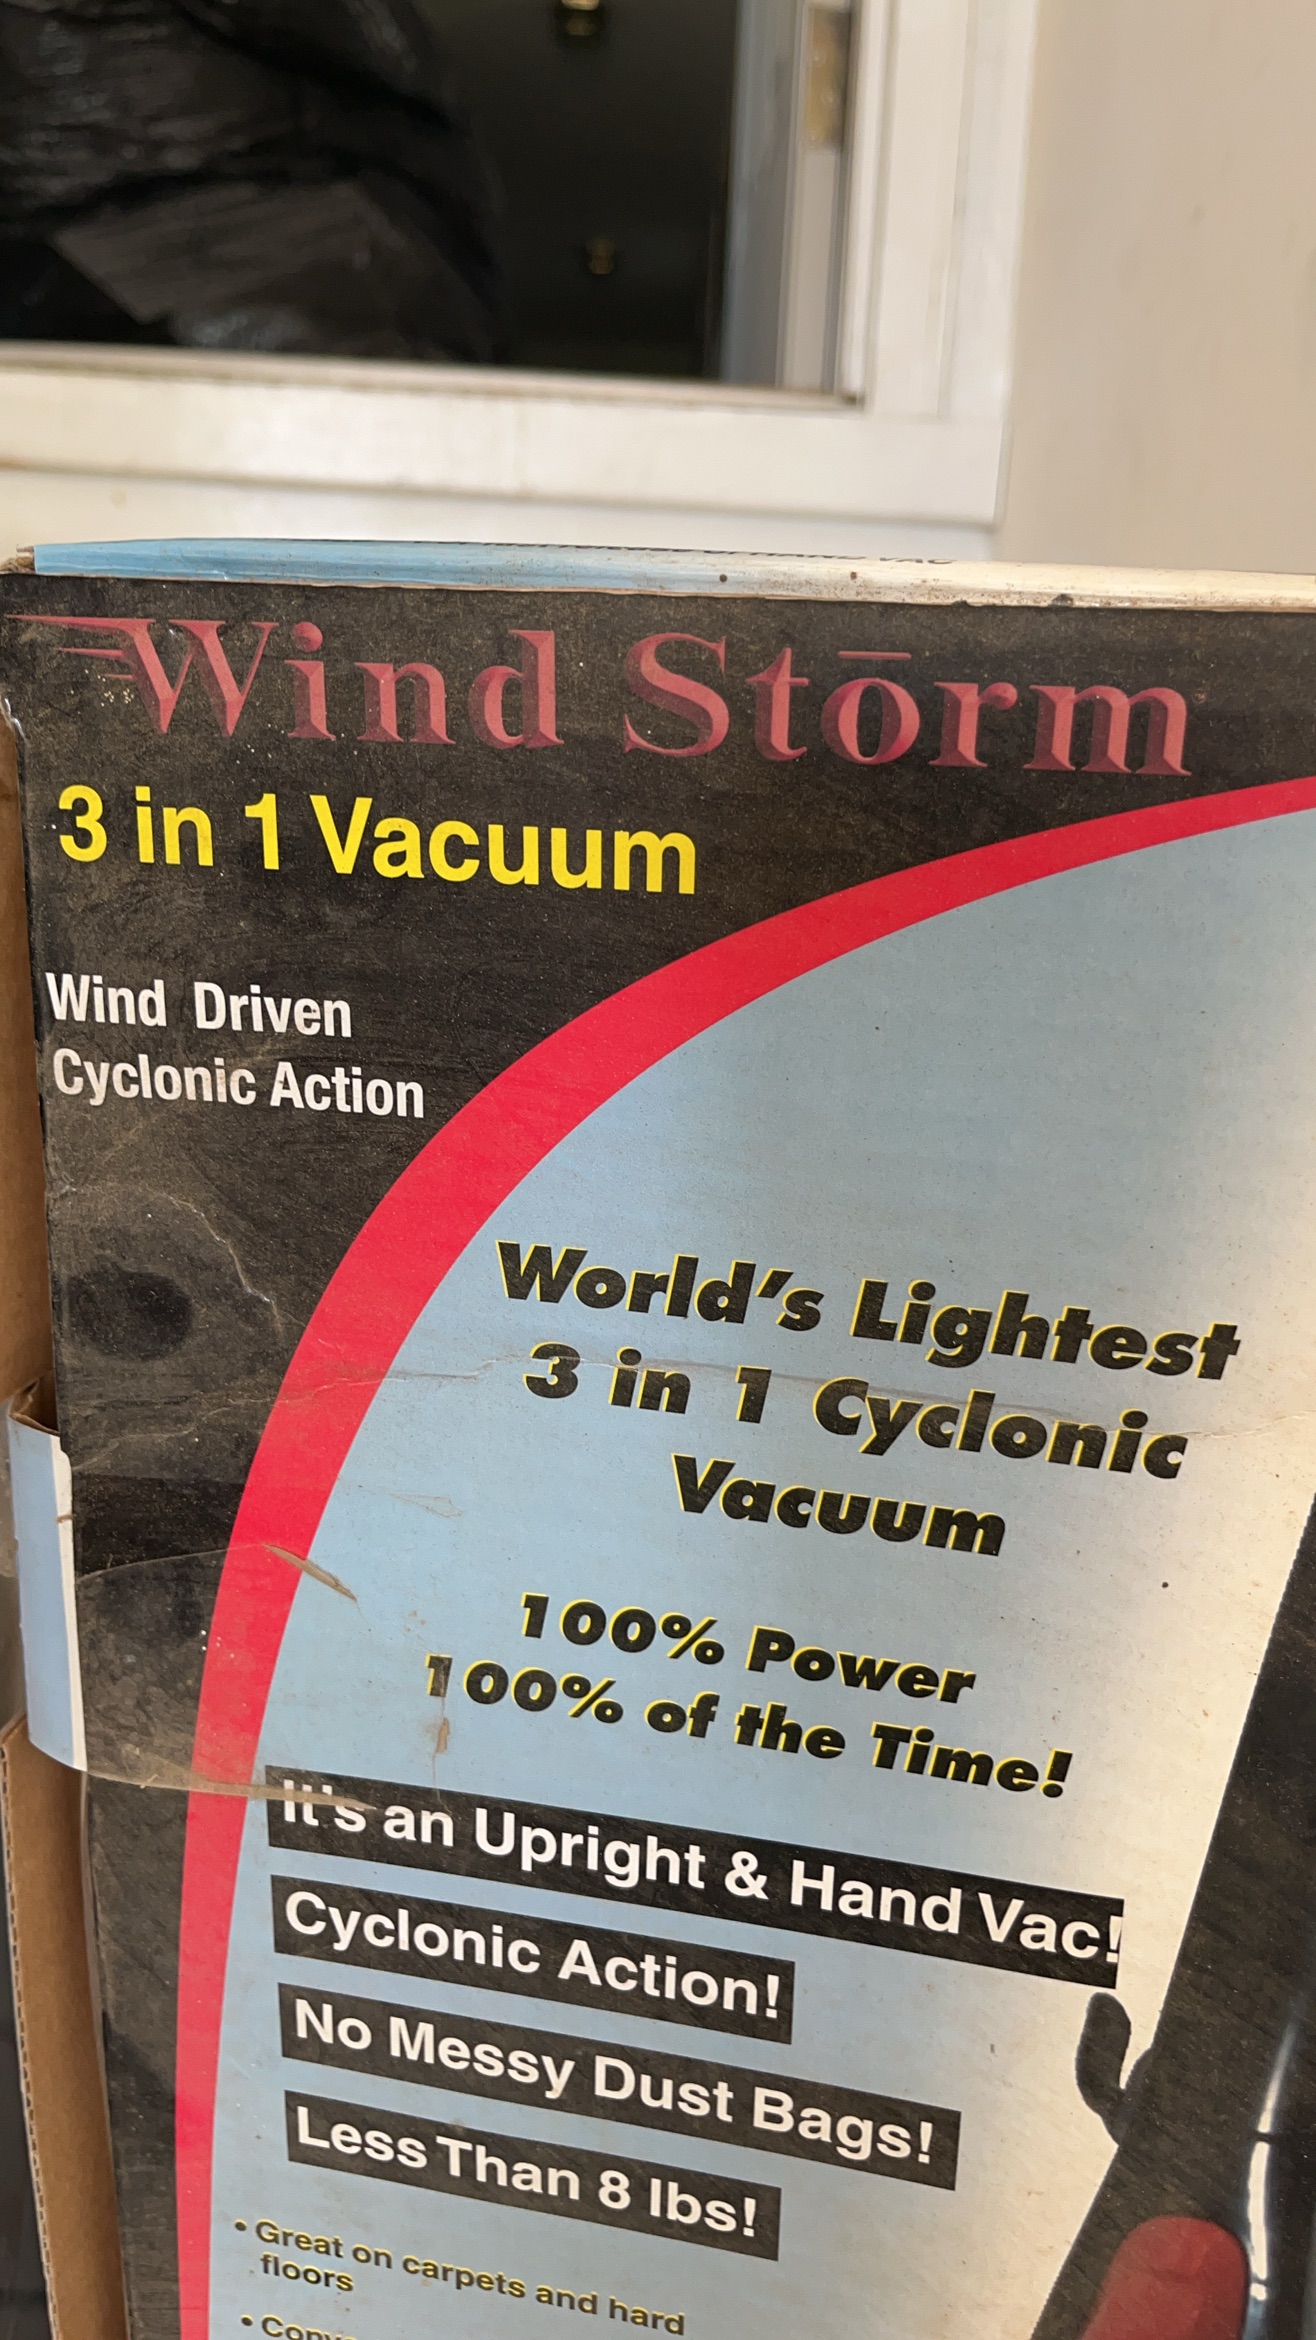 VAC
Wind Stōrm
3 in 1 Vacuum
Wind Driven
Cyclonic Action
World's Lightest
3 in 1 Cyclonic
Vacuum
100% Power
100% of the Time!
It's an Upright & Hand Vac!
Cyclonic Action!
No Messy Dust Bags!
Less Than 8 lbs!
• Great on carpets and hard
floors